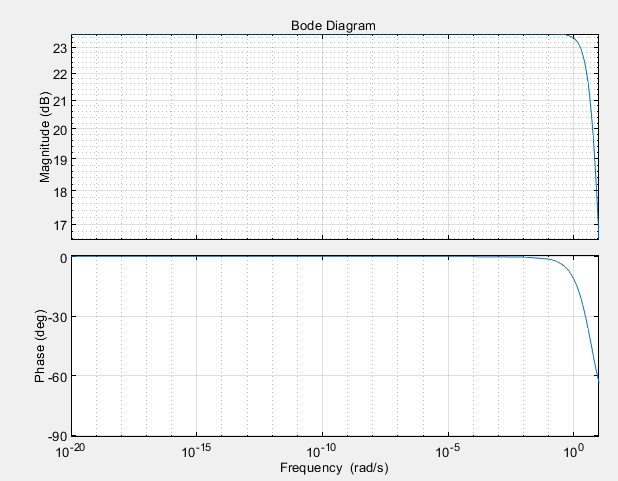 Bode Diagram
Magnitude (dB)
23
22
21
20
19
18
17
Phase (deg)
0
-30
-60
-90
10^-20 10^-15 10^-10 10^-5 10^0
Frequency (rad/s)